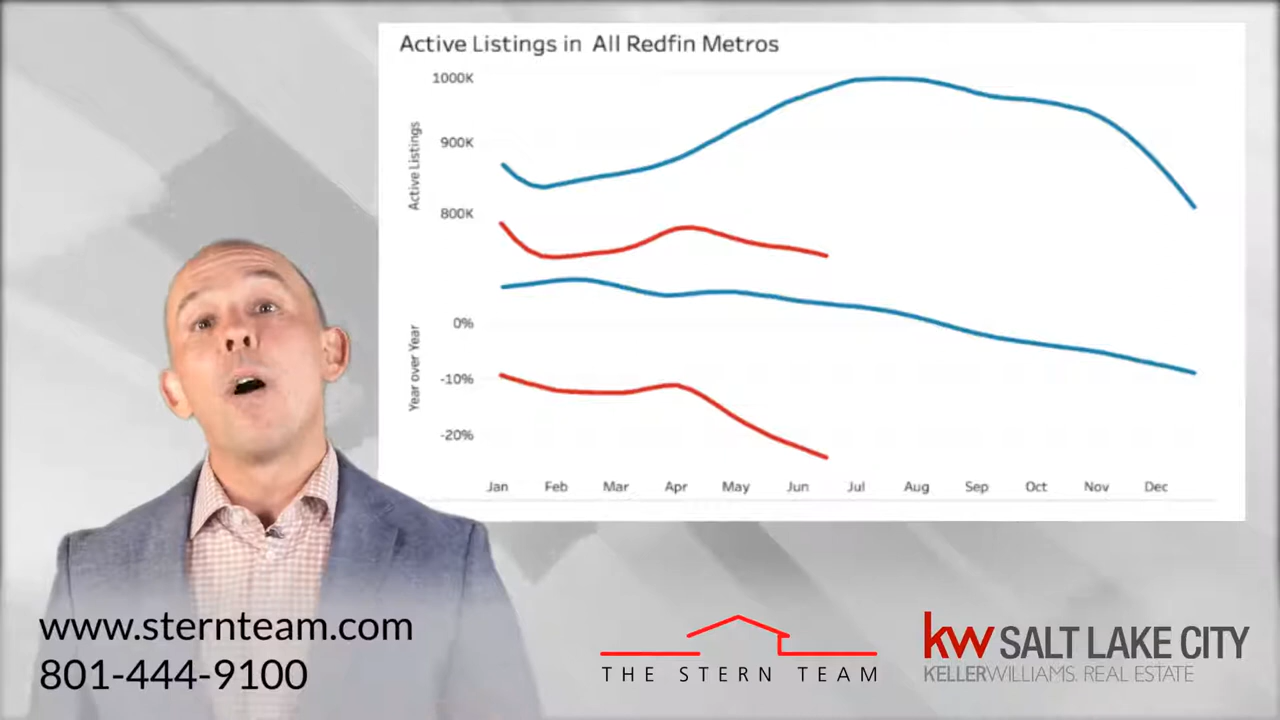 Active Listings in All Redfin Metros
1000K
900K
800K
Active Listings
0%
-10%
-20%
Year over Year
Jan Feb Mar Apr May Jun Jul Aug Sep Oct Nov Dec
www.sternteam.com
801-444-9100
THE STERN TEAM
kw SALT LAKE CITY
KELLERWILLIAMS. REAL ESTATE